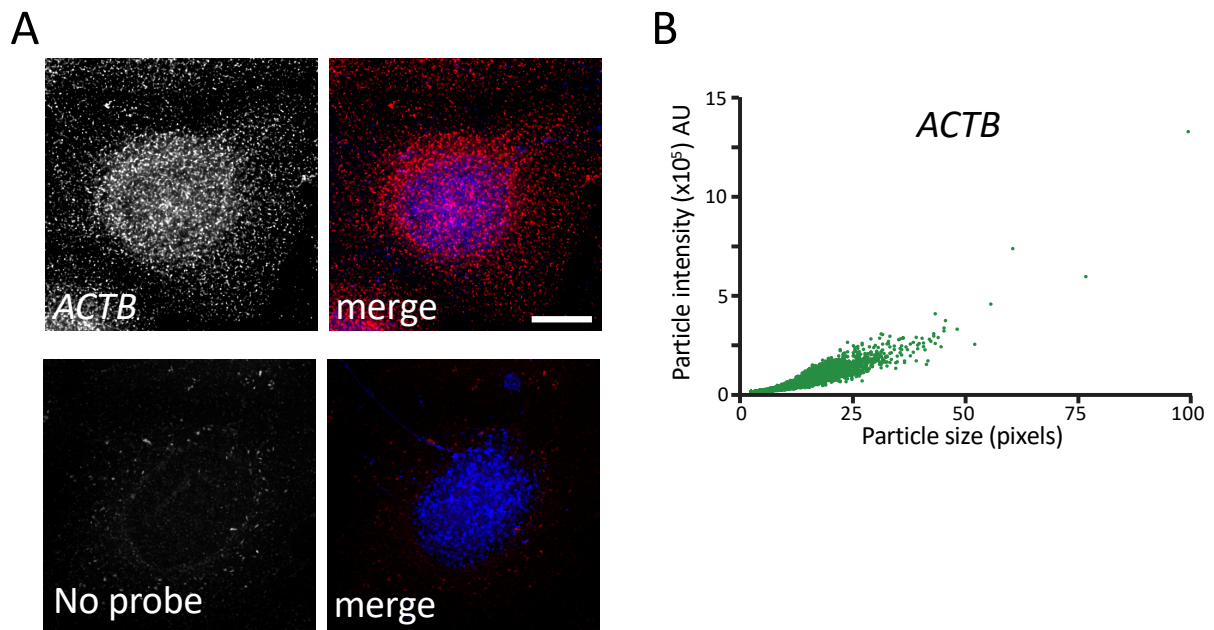 A
ACTB
merge
No probe
merge
B
ACTB
Particle intensity (x10⁵) AU
15
10
5
0
0
25
50
75
100
Particle size (pixels)